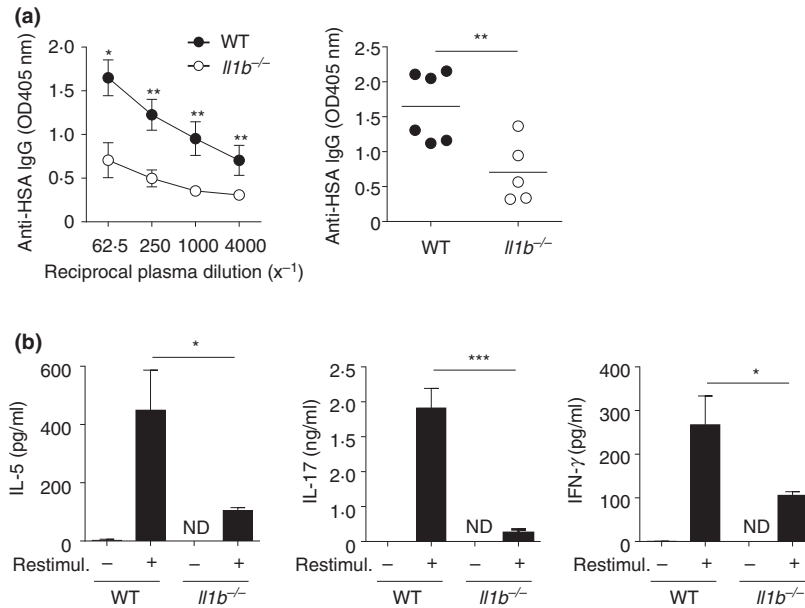 (a)
Anti-HSA IgG (OD405 nm)
2·0
1·5
1·0
0·5
0
WT
Il1b–/–
*
**
**
**
62·5 250 1000 4000
Reciprocal plasma dilution (x–1)
Anti-HSA IgG (OD405 nm)
2·5
2·0
1·5
1·0
0·5
0
**
WT Il1b–/–
(b)
IL-5 (pg/ml)
600
400
200
0
*
ND
Restimul. – + – +
WT Il1b–/–
IL-17 (ng/ml)
2·5
2·0
1·5
1·0
0·5
0
***
ND
Restimul. – + – +
WT Il1b–/–
IFN-γ (pg/ml)
400
300
200
100
0
*
ND
Restimul. – + – +
WT Il1b–/–